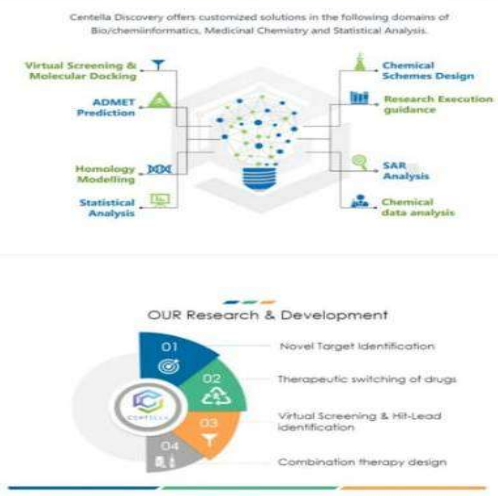 Centella Discovery offers customized solutions in the following domains of
Bio/chemiinformatics, Medicinal Chemistry and Statistical Analysis.
Virtual Screening &
Molecular Docking
ADMET
Prediction
Homology
Modelling
Statistical
Analysis
Chemical
Schemes Design
Research Execution
guidance
SAR
Analysis
Chemical
data analysis
OUR Research & Development
01
Novel Target Identification
02
Therapeutic switching of drugs
03
Virtual Screening & Hit-Lead
identification
04
Combination therapy design
CENTELLA